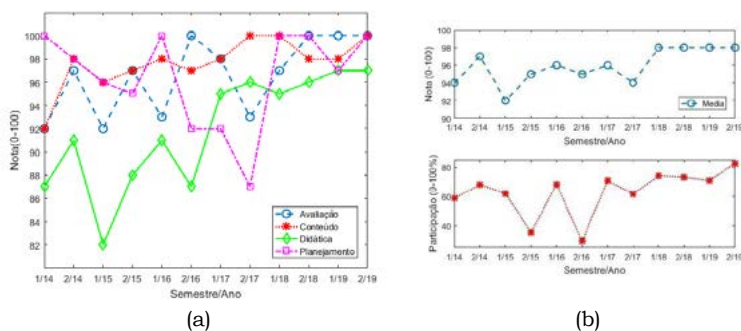 100
98
96
94
92
90
88
86
84
82
Nota(0-100)
Avaliação
Conteúdo
Didática
Planejamento
1/14 2/14 1/15 2/15 1/16 2/16 1/17 2/17 1/18 2/18 1/19 2/19
Semestre/Ano
(a)
98
96
94
92
90
Nota (0-100)
Media
1/14 2/14 1/15 2/15 1/16 2/16 1/17 2/17 1/18 2/18 1/19 2/19
Semestre/Ano
80
60
40
1/14 2/14 1/15 2/15 1/16 2/16 1/17 2/17 1/18 2/18 1/19 2/19
Participação
Semestre/Ano
(b)